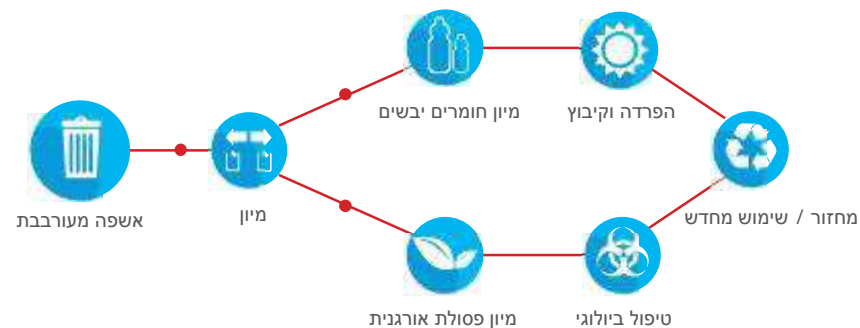 מיון חומרים יבשים
הפרדה וקיבוץ
אשפה מעורבבת
מיון
מחזור / שימוש מחדש
מיון פסולת אורגנית
טיפול ביולוגי